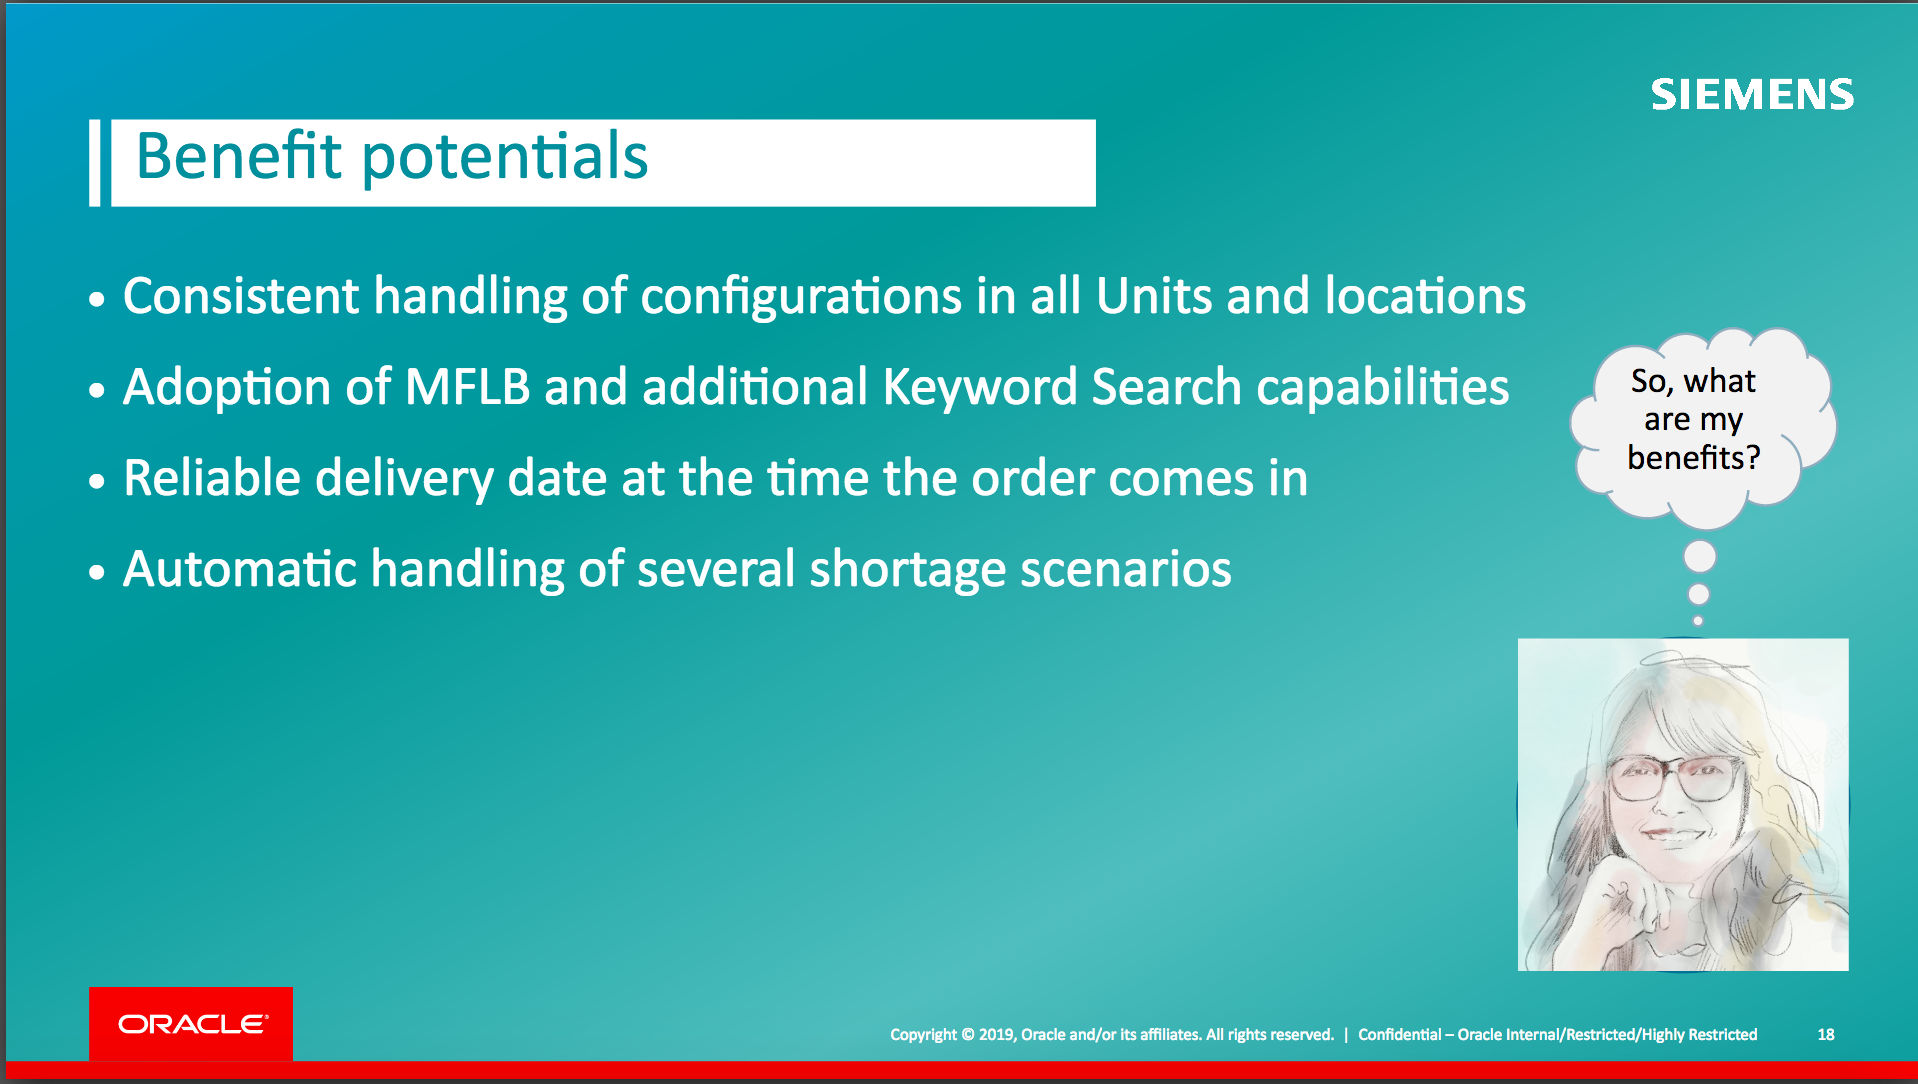 SIEMENS
Benefit potentials
• Consistent handling of configurations in all Units and locations
• Adoption of MFLB and additional Keyword Search capabilities
• Reliable delivery date at the time the order comes in
• Automatic handling of several shortage scenarios
So, what
are my
benefits?
ORACLE®
Copyright © 2019, Oracle and/or its affiliates. All rights reserved. | Confidential – Oracle Internal/Restricted/Highly Restricted 18